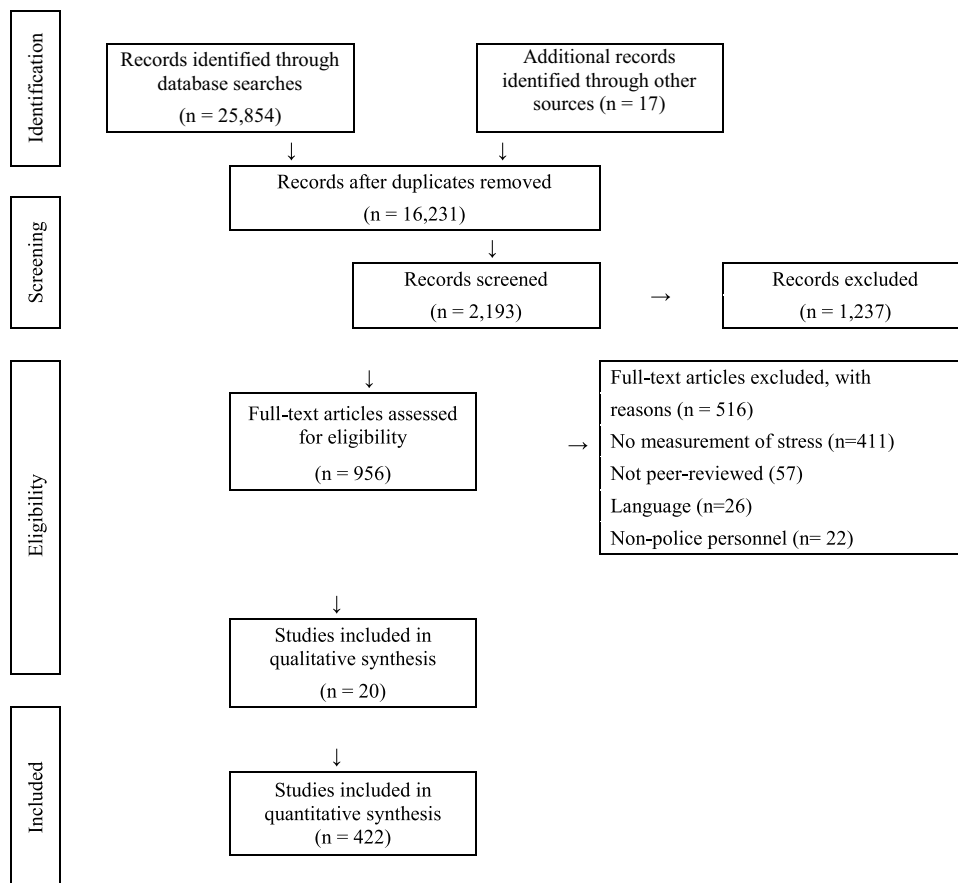 Identification
Records identified through
database searches
(n = 25,854)
Additional records
identified through other
sources (n = 17)
↓
↓
Records after duplicates removed
(n = 16,231)
Screening
↓
Records screened
(n = 2,193)
→
Records excluded
(n = 1,237)
Eligibility
↓
Full-text articles assessed
for eligibility
(n = 956)
→
Full-text articles excluded, with
reasons (n = 516)
No measurement of stress (n=411)
Not peer-reviewed (57)
Language (n=26)
Non-police personnel (n= 22)
↓
Studies included in
qualitative synthesis
(n = 20)
Included
↓
Studies included in
quantitative synthesis
(n = 422)